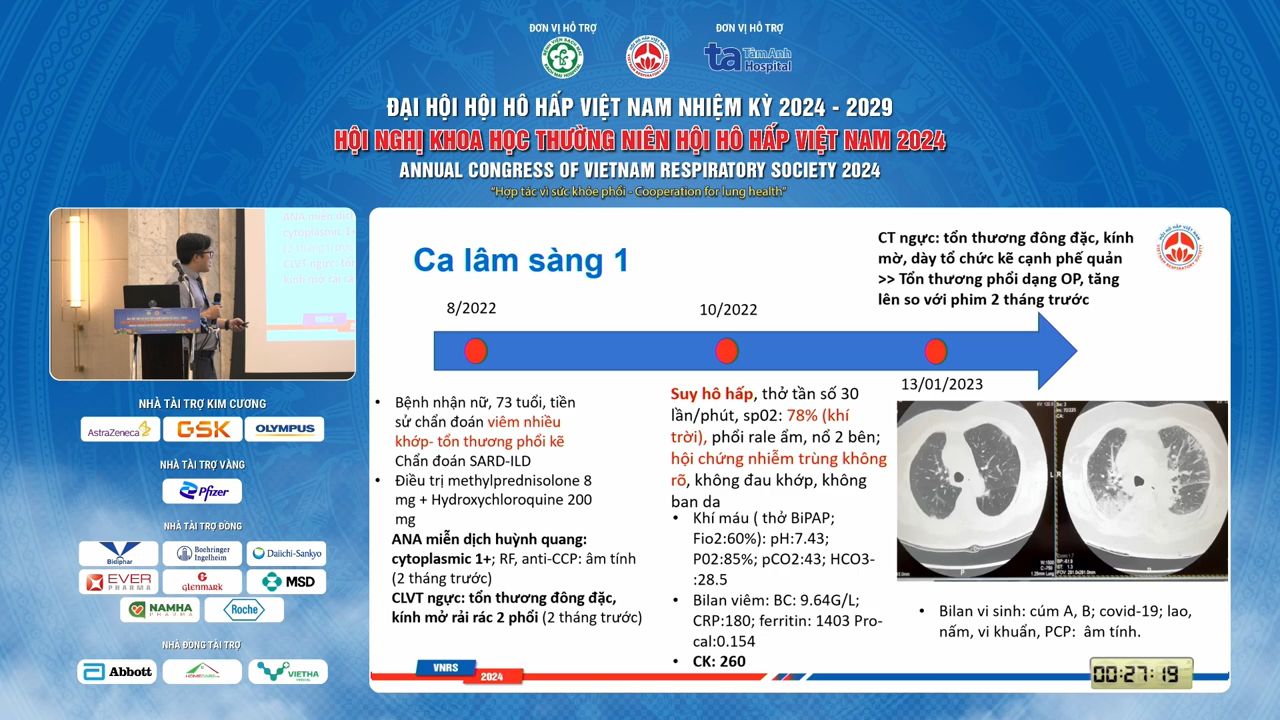 ĐƠN VỊ HỖ TRỢ
ĐƠN VỊ HỖ TRỢ
ta TâmAnh
Hospital
ĐẠI HỘI HỘI HÔ HẤP VIỆT NAM NHIỆM KỲ 2024 - 2029
HỘI NGHỊ KHOA HỌC THƯỜNG NIÊN HỘI HÔ HẤP VIỆT NAM 2024
ANNUAL CONGRESS OF VIETNAM RESPIRATORY SOCIETY 2024
"Hợp tác vì sức khỏe phổi - Cooperation for lung health"
NHÀ TÀI TRỢ KIM CƯƠNG
AstraZeneca
GSK
OLYMPUS
NHÀ TÀI TRỢ VÀNG
Pfizer
NHÀ TÀI TRỢ ĐỒNG
Bidiphar
Boehringer
Ingelheim
Daiichi-Sankyo
EVER
PHARMA
GLENMARK
MSD
NAMHA
PHARMA
Roche
NHÀ ĐỒNG TÀI TRỢ
Abbott
VIETHA
Ca lâm sàng 1
CT ngực: tổn thương đông đặc, kính
mờ, dày tổ chức kẽ cạnh phế quản
>> Tổn thương phổi dạng OP, tăng
lên so với phim 2 tháng trước
8/2022
10/2022
13/01/2023
• Bệnh nhận nữ, 73 tuổi, tiền
sử chẩn đoán viêm nhiều
khớp- tổn thương phổi kẽ
Chẩn đoán SARD-ILD
• Điều trị methylprednisolone 8
mg + Hydroxychloroquine 200
mg
ANA miễn dịch huỳnh quang:
cytoplasmic 1+; RF, anti-CCP: âm tính
(2 tháng trước)
CLVT ngực: tổn thương đông đặc,
kính mờ rải rác 2 phổi (2 tháng trước)
Suy hô hấp, thở tần số 30
lần/phút, sp02: 78% (khí
trời), phổi rale ẩm, nổ 2 bên;
hội chứng nhiễm trùng không
rõ, không đau khớp, không
ban da
• Khí máu ( thở BiPAP;
Fio2:60%): pH:7.43;
P02:85%; pCO2:43; HCO3-
:28.5
• Bilan viêm: BC: 9.64G/L;
CRP:180; ferritin: 1403 Pro-
cal:0.154
• CK: 260
• Bilan vi sinh: cúm A, B; covid-19; lao,
nấm, vi khuẩn, PCP: âm tính.
VNRS
2024
00:27:19